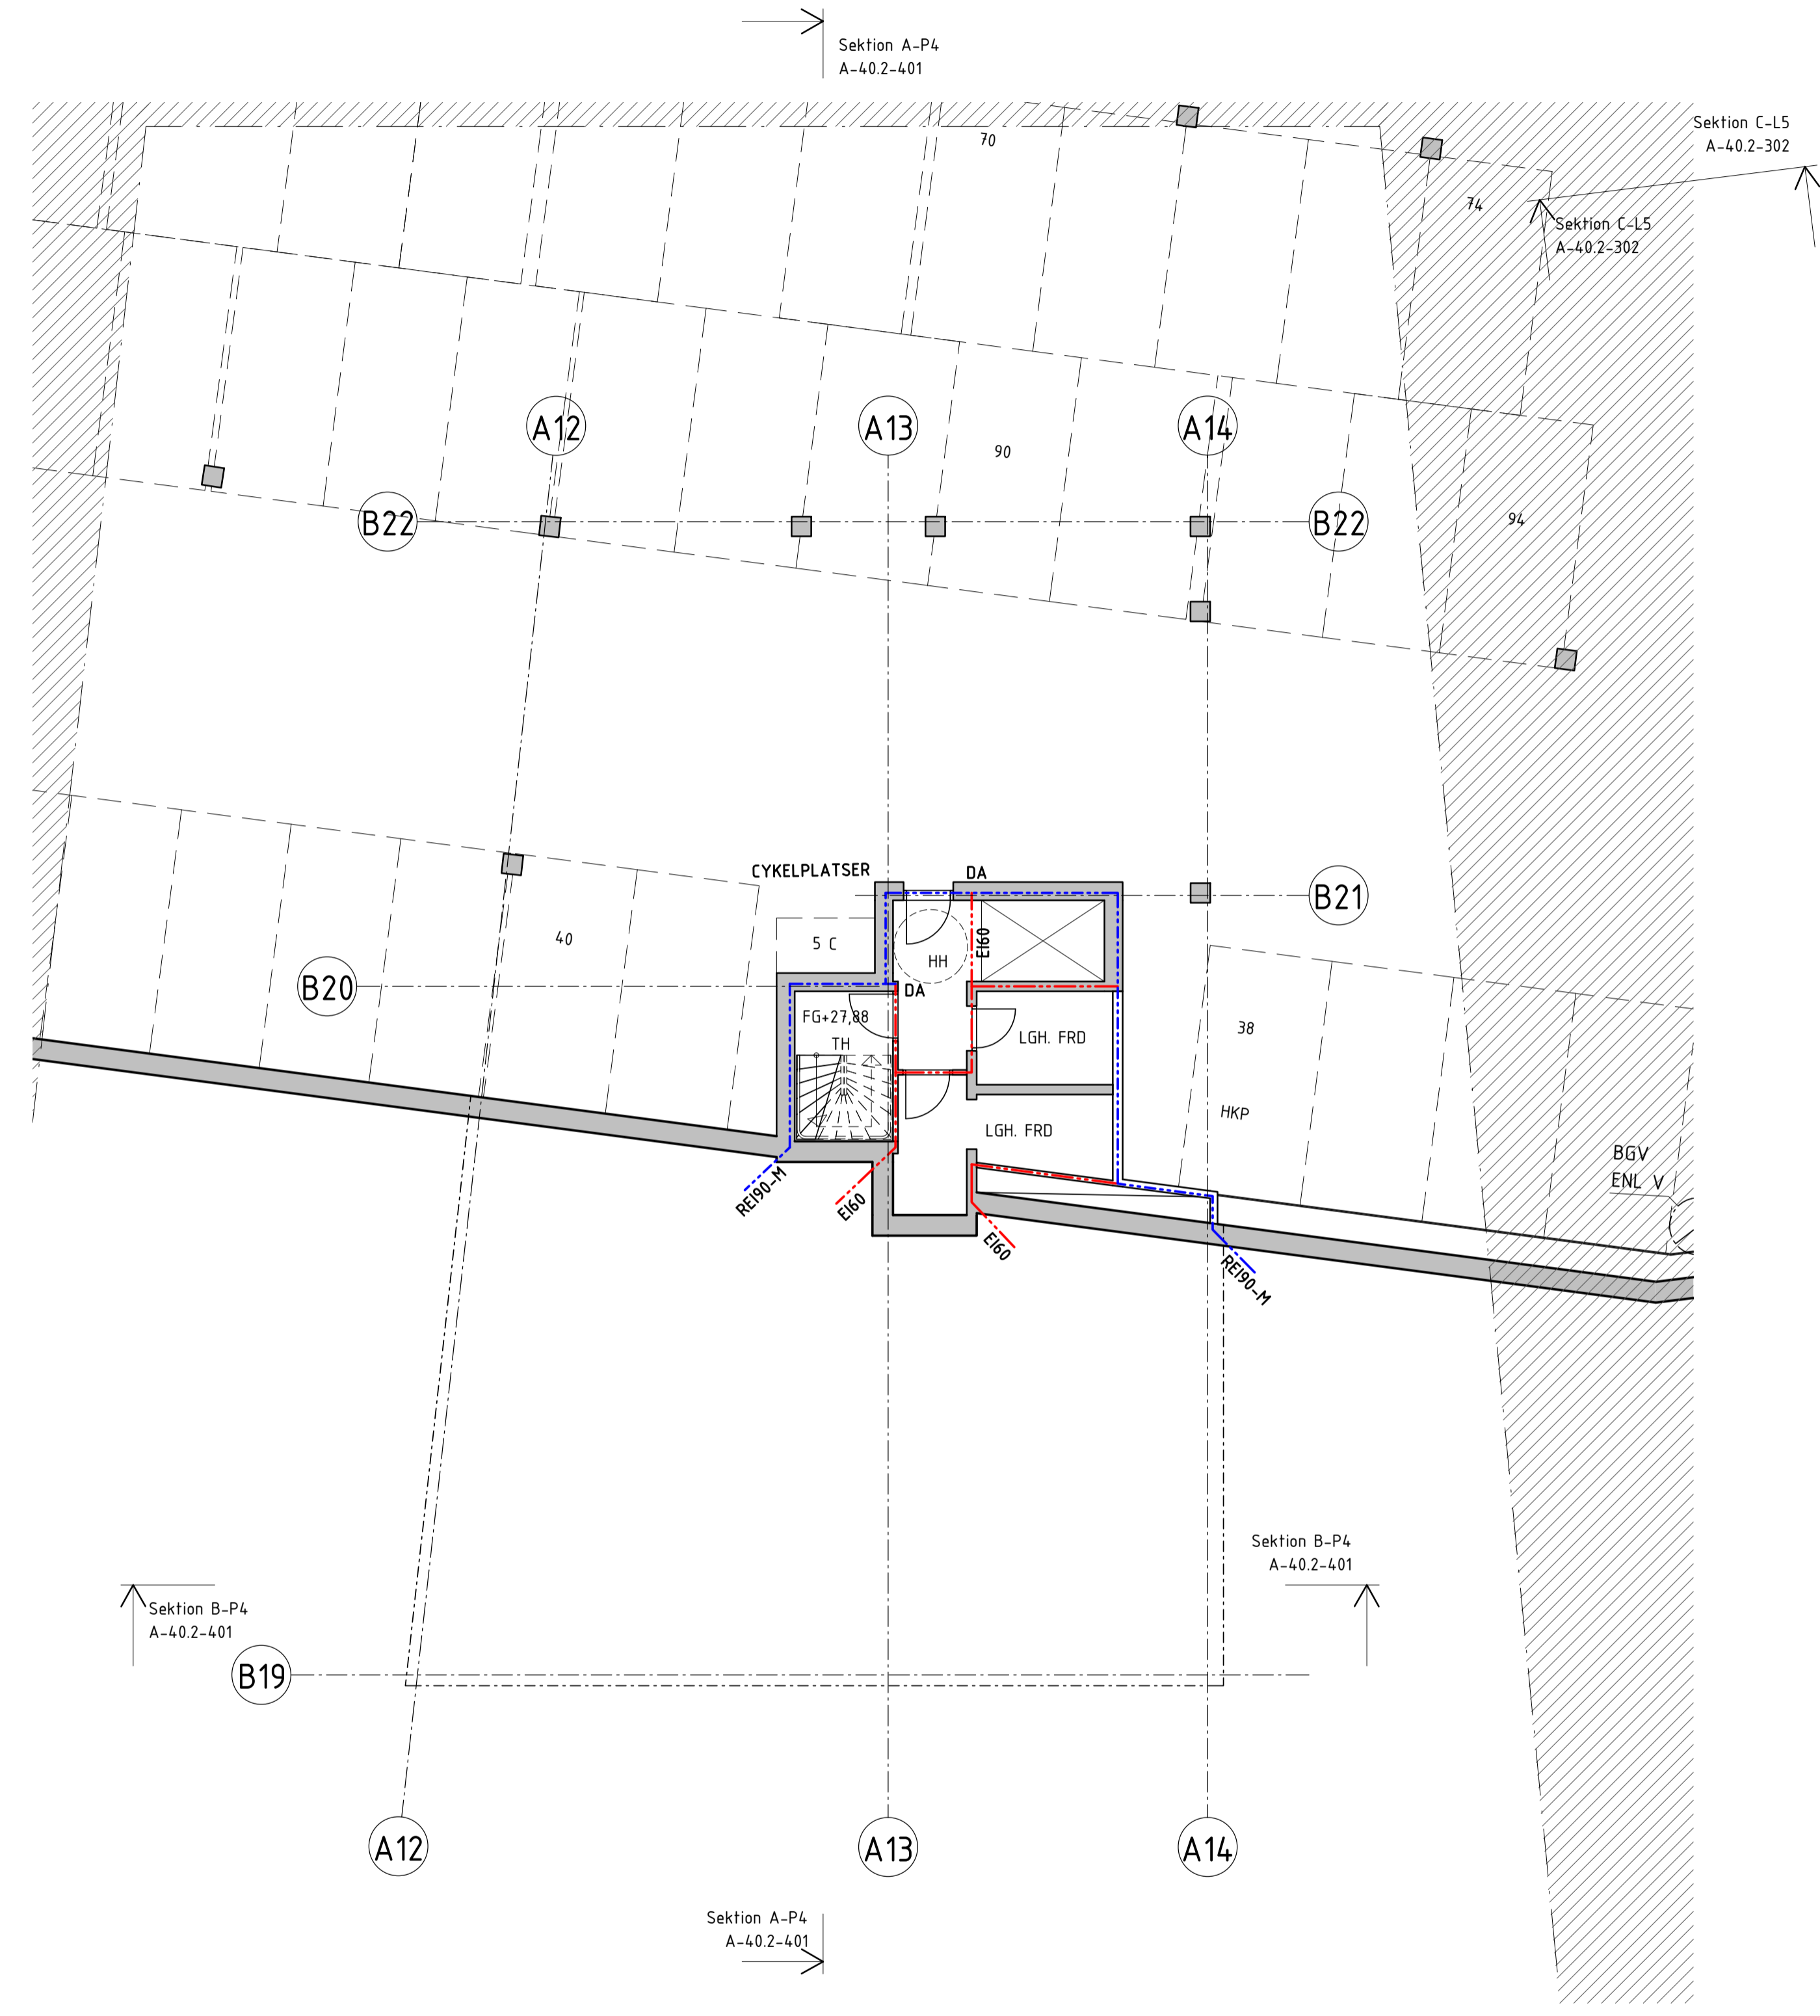 Sektion A-P4
A-40.2-401
Sektion C-L5
A-40.2-302
70
74
Sektion C-L5
A-40.2-302
A12
A13
A14
90
B22
B22
94
CYKELPLATSER
DA
B21
40
5 C
HH
EI60
B20
DA
FG+27,88
TH
LGH. FRD
38
LGH. FRD
HKP
BGV
ENL V
REI90-M
EI60
EI60
REI90-M
Sektion B-P4
A-40.2-401
Sektion B-P4
A-40.2-401
B19
A12
A13
A14
Sektion A-P4
A-40.2-401